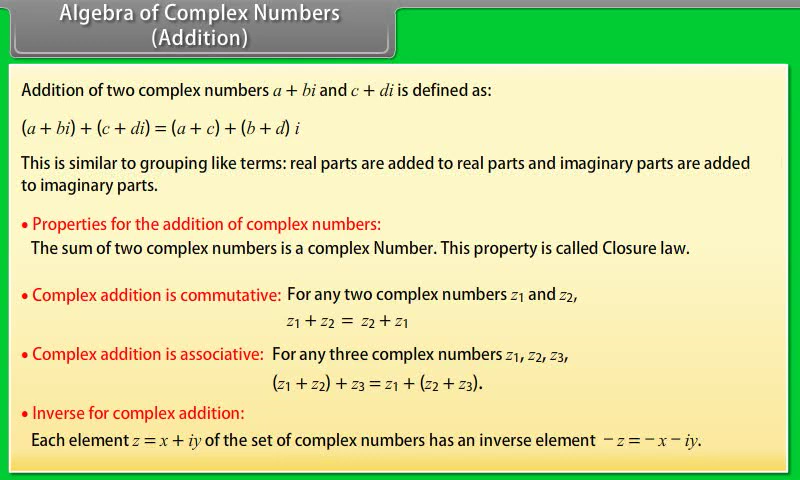 Algebra of Complex Numbers
(Addition)
Addition of two complex numbers a + bi and c + di is defined as:
(a + bi) + (c + di) = (a + c) + (b + d) i
This is similar to grouping like terms: real parts are added to real parts and imaginary parts are added
to imaginary parts.
• Properties for the addition of complex numbers:
The sum of two complex numbers is a complex Number. This property is called Closure law.
• Complex addition is commutative: For any two complex numbers z1 and z2,
z1 + z2 = z2 + z1
• Complex addition is associative: For any three complex numbers z1, z2, z3,
(z1 + z2) + z3 = z1 + (z2 + z3).
• Inverse for complex addition:
Each element z = x + iy of the set of complex numbers has an inverse element − z = − x − iy.